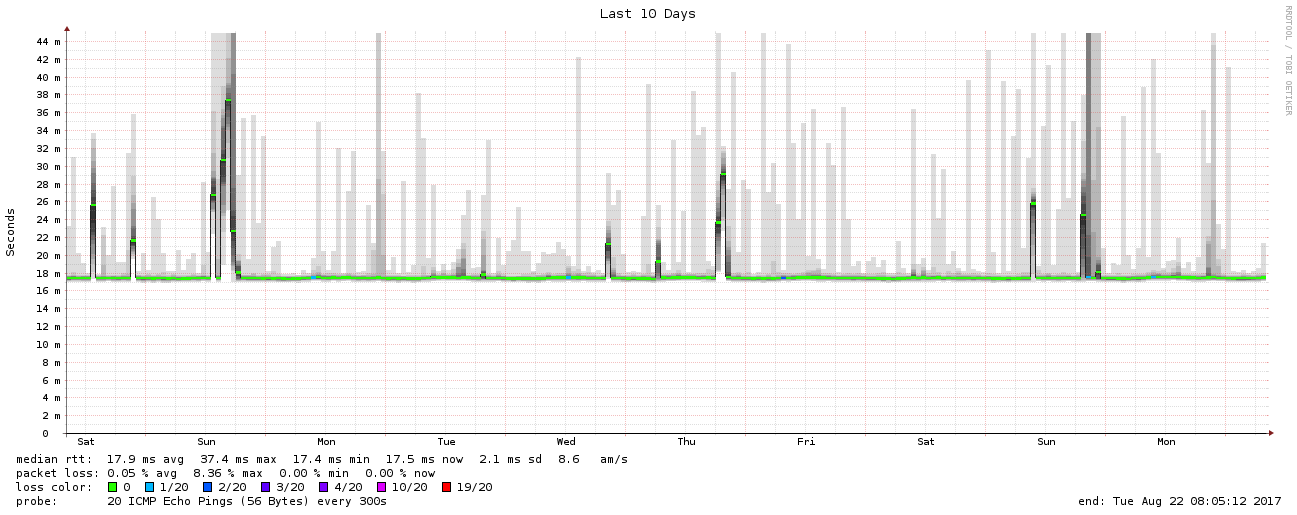 Last 10 Days
RRDTOOL / TOBI OETIKER
Seconds
44 m
42 m
40 m
38 m
36 m
34 m
32 m
30 m
28 m
26 m
24 m
22 m
20 m
18 m
16 m
14 m
12 m
10 m
8 m
6 m
4 m
2 m
0
Sat Sun Mon Tue Wed Thu Fri Sat Sun Mon
median rtt: 17.9 ms avg 37.4 ms max 17.4 ms min 17.5 ms now 2.1 ms sd 8.6 am/s
packet loss: 0.05 % avg 8.36 % max 0.00 % min 0.00 % now
loss color: 0 1/20 2/20 3/20 4/20 10/20 19/20
probe: 20 ICMP Echo Pings (56 Bytes) every 300s end: Tue Aug 22 08:05:12 2017